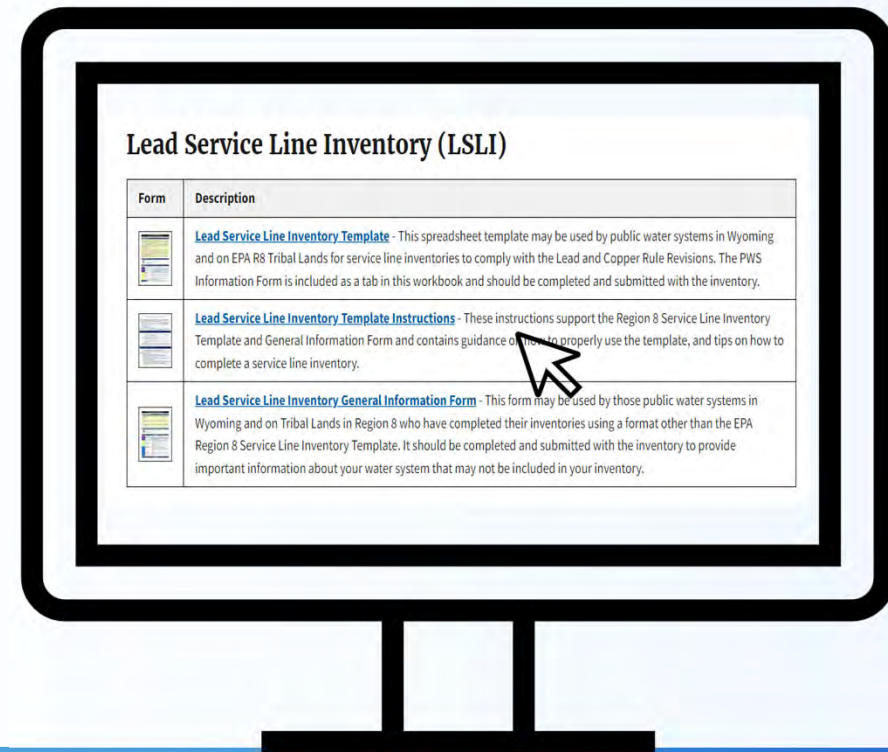 Lead Service Line Inventory (LSLI)
Form Description
Lead Service Line Inventory Template - This spreadsheet template may be used by public water systems in Wyoming
and on EPA R8 Tribal Lands for service line inventories to comply with the Lead and Copper Rule Revisions. The PWS
Information Form is included as a tab in this workbook and should be completed and submitted with the inventory.
Lead Service Line Inventory Template Instructions - These instructions support the Region 8 Service Line Inventory
Template and General Information Form and contains guidance to properly use the template, and tips on how to
complete a service line inventory.
Lead Service Line Inventory General Information Form - This form may be used by those public water systems in
Wyoming and on Tribal Lands in Region 8 who have completed their inventories using a format other than the EPA
Region 8 Service Line Inventory Template. It should be completed and submitted with the inventory to provide
important information about your water system that may not be included in your inventory.